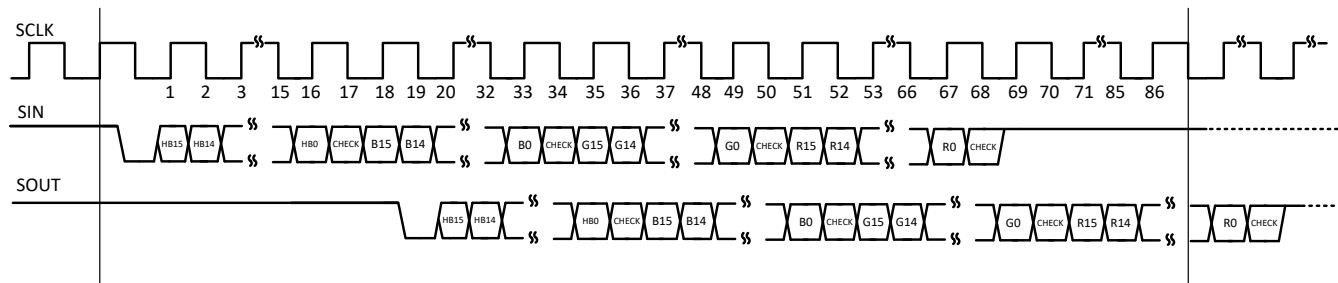 SCLK
1 2 3 15 16 17 18 19 20 32 33 34 35 36 37 48 49 50 51 52 53 66 67 68 69 70 71 85 86
SIN
HB15 HB14 HB0 CHECK B15 B14 B0 CHECK G15 G14 G0 CHECK R15 R14 R0 CHECK
SOUT
HB15 HB14 HB0 CHECK B15 B14 B0 CHECK G15 G14 G0 CHECK R15 R14 R0 CHECK